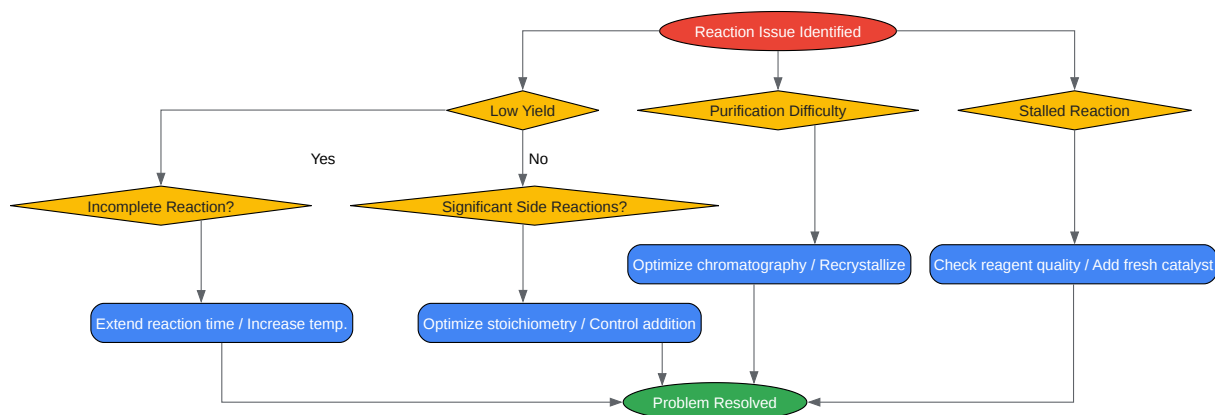 Reaction Issue Identified
Low Yield
Purification Difficulty
Stalled Reaction
Yes
No
Incomplete Reaction?
Significant Side Reactions?
Optimize chromatography / Recrystallize
Check reagent quality / Add fresh catalyst
Extend reaction time / Increase temp.
Optimize stoichiometry / Control addition
Problem Resolved